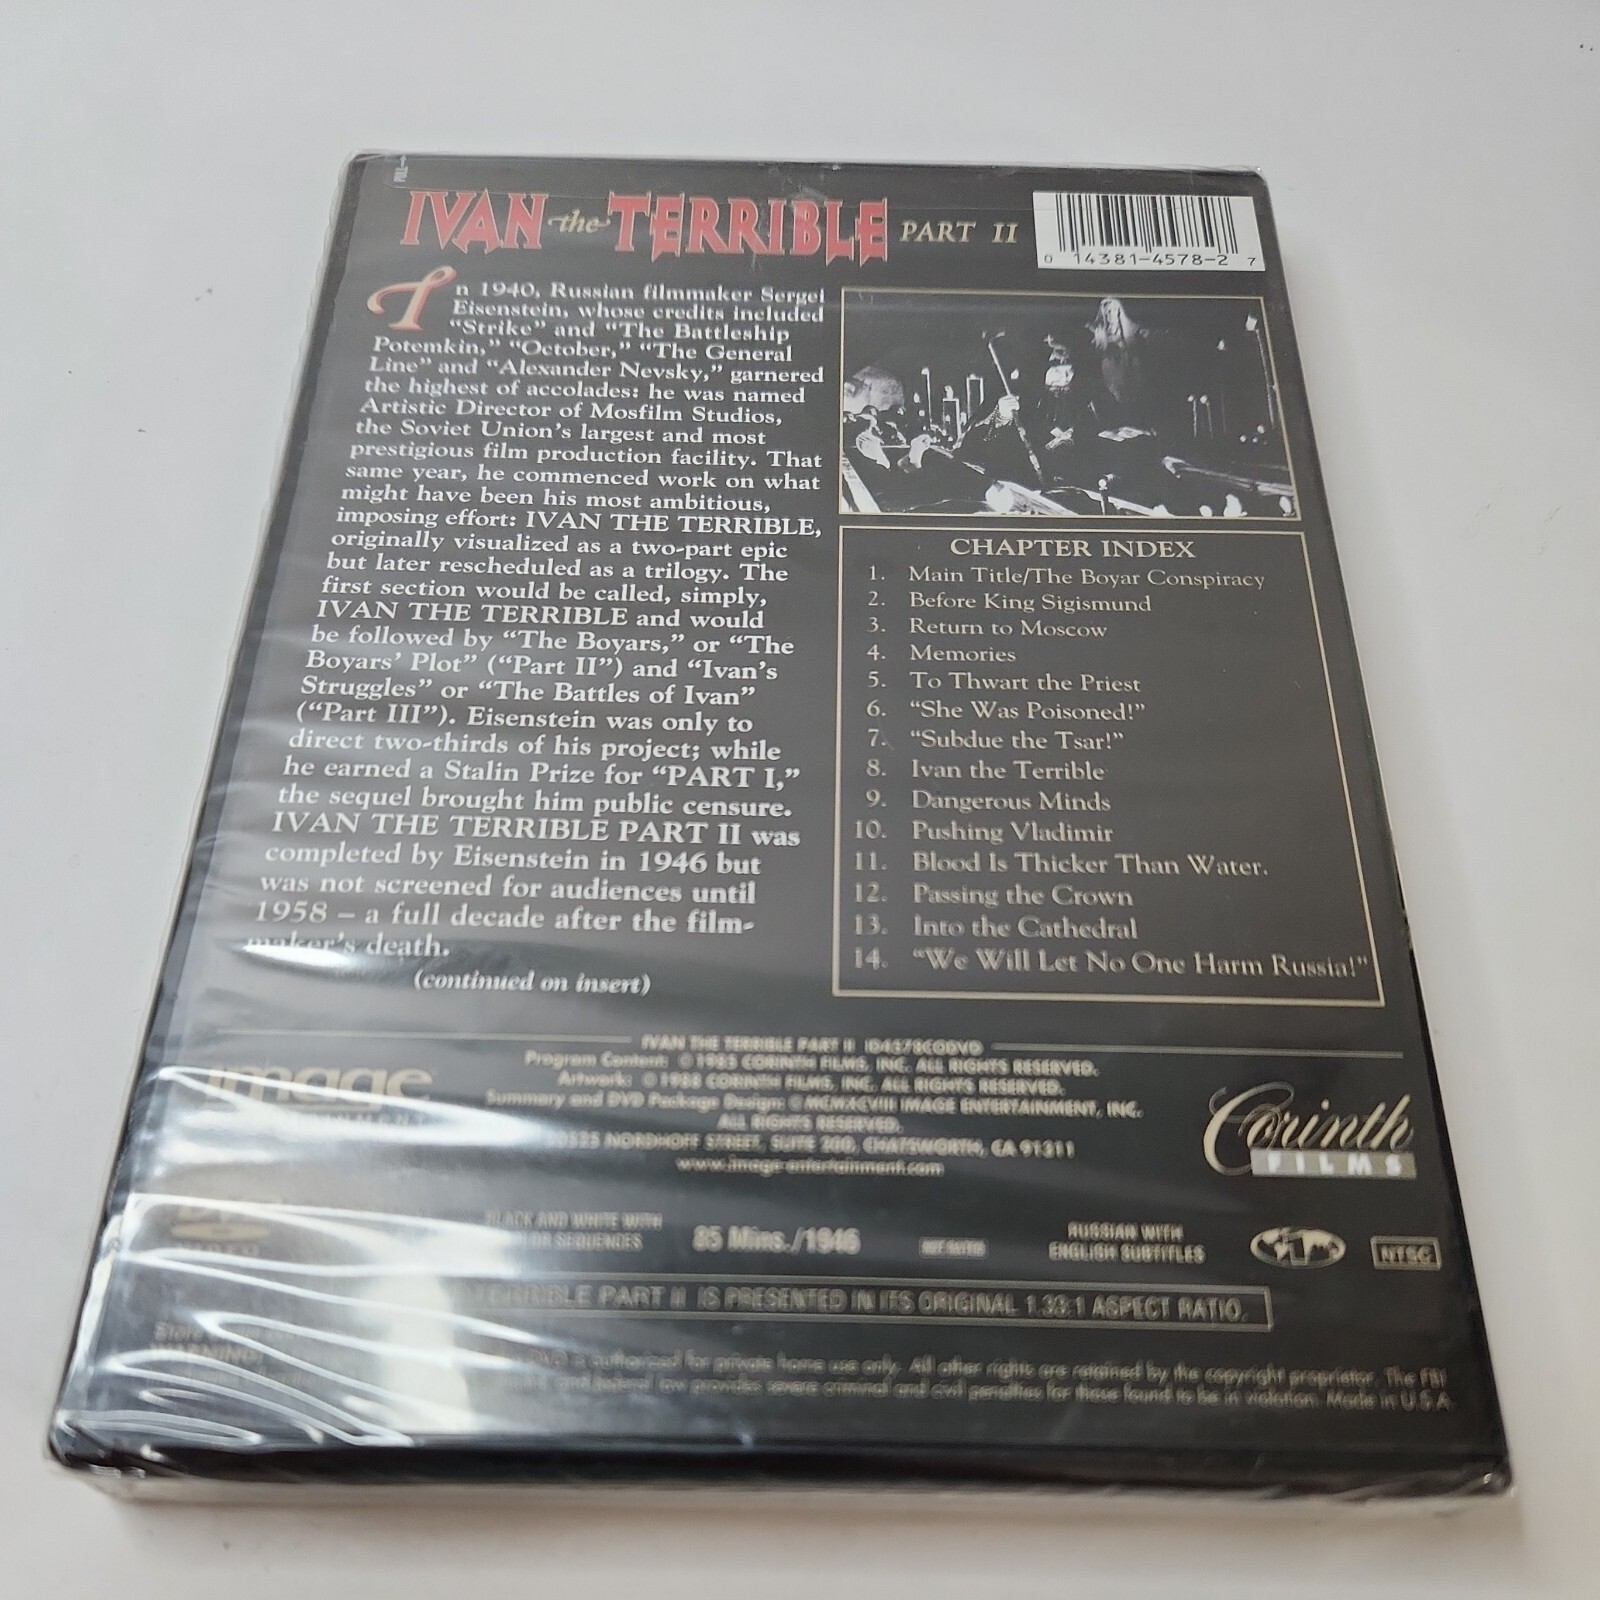 PULL
IVAN the TERRIBLE PART II
0 14381-4578-2 7
In 1940, Russian filmmaker Sergei
Eisenstein, whose credits included
“Strike” and “The Battleship
Potemkin,” “October,” “The General
Line” and “Alexander Nevsky,” garnered
the highest of accolades: he was named
Artistic Director of Mosfilm Studios,
the Soviet Union’s largest and most
prestigious film production facility. That
same year, he commenced work on what
might have been his most ambitious,
imposing effort: IVAN THE TERRIBLE,
originally visualized as a two-part epic
but later rescheduled as a trilogy. The
first section would be called, simply,
IVAN THE TERRIBLE and would
be followed by “The Boyars,” or “The
Boyars’ Plot” (“Part II”) and “Ivan’s
Struggles” or “The Battles of Ivan”
(“Part III”). Eisenstein was only to
direct two-thirds of his project; while
he earned a Stalin Prize for “PART I,”
the sequel brought him public censure.
IVAN THE TERRIBLE PART II was
completed by Eisenstein in 1946 but
was not screened for audiences until
1958 – a full decade after the film-
maker’s death.
(continued on insert)
CHAPTER INDEX
1. Main Title/The Boyar Conspiracy
2. Before King Sigismund
3. Return to Moscow
4. Memories
5. To Thwart the Priest
6. “She Was Poisoned!”
7. “Subdue the Tsar!”
8. Ivan the Terrible
9. Dangerous Minds
10. Pushing Vladimir
11. Blood Is Thicker Than Water.
12. Passing the Crown
13. Into the Cathedral
14. “We Will Let No One Harm Russia!”
IVAN THE TERRIBLE PART II
Program Content: © 1983 CORINTH FILMS, INC. ALL RIGHTS RESERVED.
Artwork: © 1988 CORINTH FILMS, INC. ALL RIGHTS RESERVED.
Summary and DVD Package Design: © MCMXCVIII IMAGE ENTERTAINMENT, INC.
ALL RIGHTS RESERVED.
NORDHOFF STREET, SUITE 200, CHATSWORTH, CA 91311
www.image-entertainment.com
image
Corinth
FILMS
BLACK AND WHITE WITH
SEQUENCES
85 Mins./1946
RUSSIAN WITH
ENGLISH SUBTITLES
1
NTSC
PART II IS PRESENTED IN ITS ORIGINAL 1.33:1 ASPECT RATIO.
WARNING:
DVD is authorized for private home use only. All other rights are retained by the copyright proprietor. The FBI
and federal law provides severe criminal and civil penalties for those found to be in violation. Made in U.S.A.